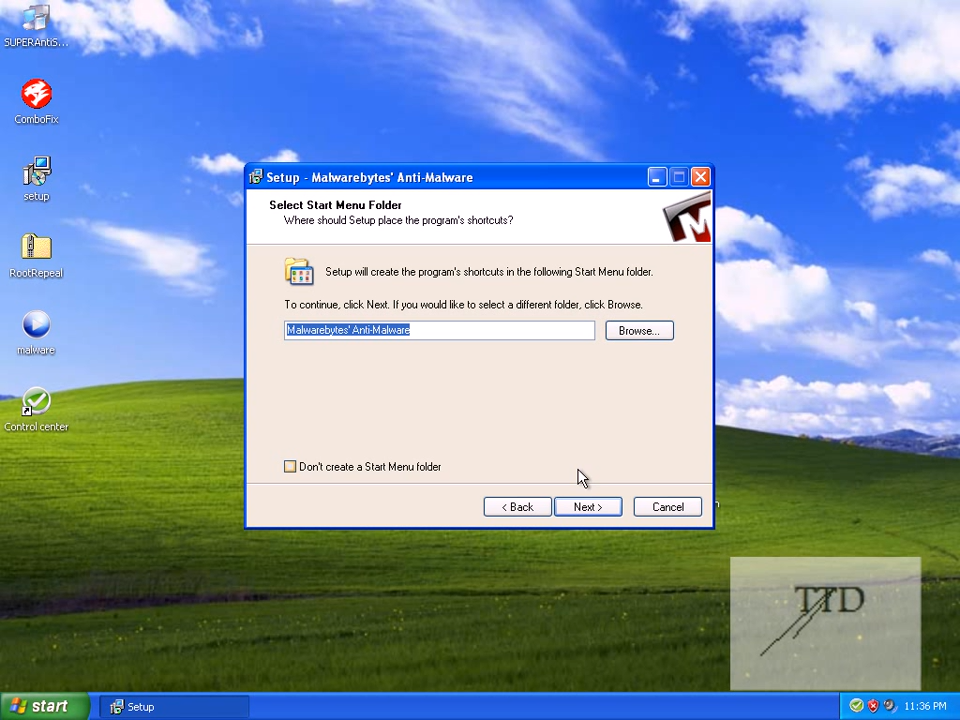 SUPERAntiS...
ComboFix
setup
RootRepeal
malware
Control center
Setup - Malwarebytes' Anti-Malware
Select Start Menu Folder
Where should Setup place the program's shortcuts?
M
Setup will create the program's shortcuts in the following Start Menu folder.
To continue, click Next. If you would like to select a different folder, click Browse.
Malwarebytes' Anti-Malware
Browse...
Don't create a Start Menu folder
< Back
Next >
Cancel
TTD
start
Setup
11:36 PM